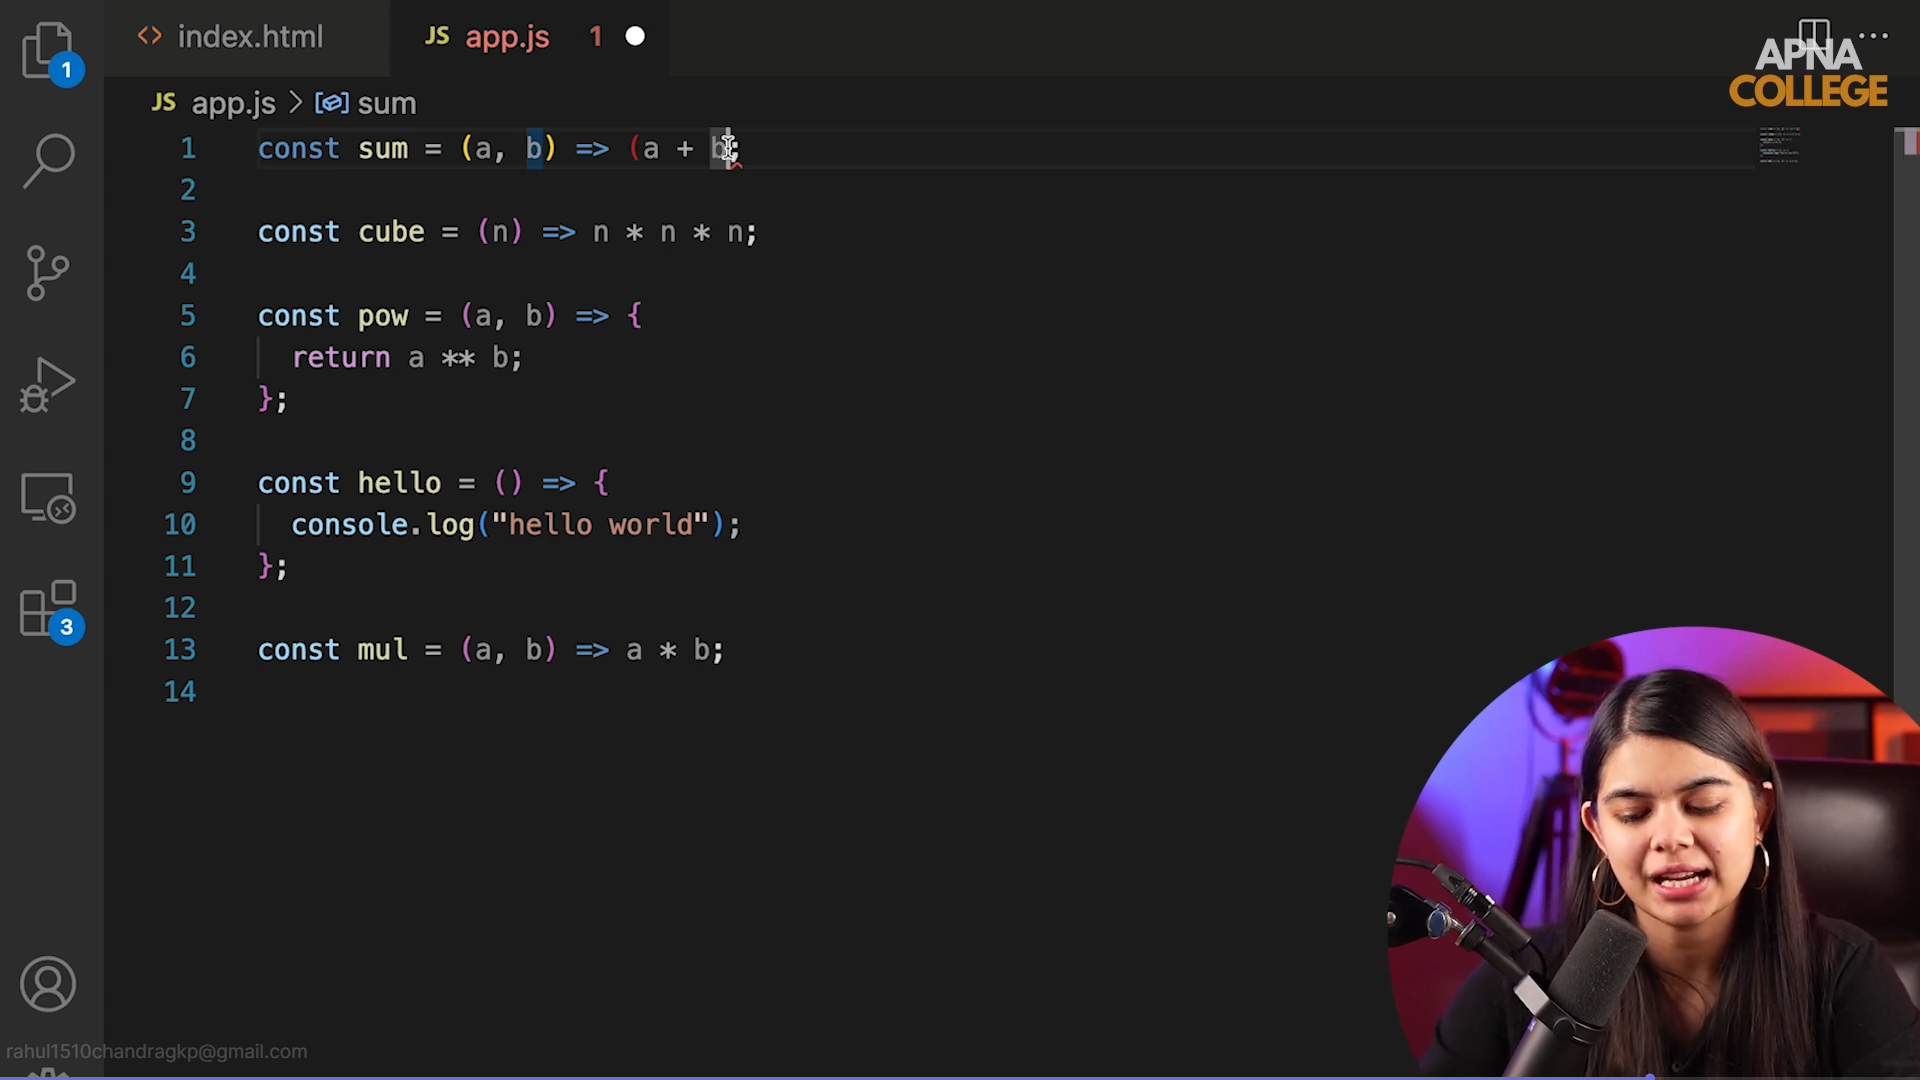 index.html
JS app.js 1
APNA
COLLEGE
1
JS app.js > sum
1 const sum = (a, b) => (a + b;
2
3 const cube = (n) => n * n * n;
4
5 const pow = (a, b) => {
6 return a ** b;
7 };
8
9 const hello = () => {
10 console.log("hello world");
11 };
12
13 const mul = (a, b) => a * b;
14
3
rahul1510chandragkp@gmail.com